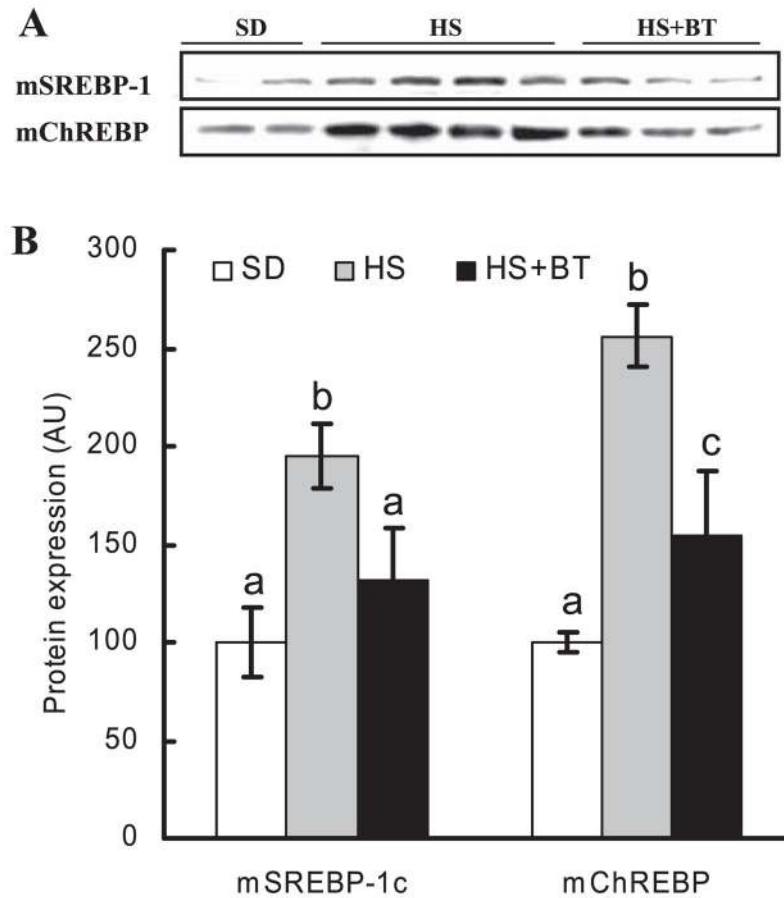 A
SD HS HS+BT
mSREBP-1
mChREBP
B
300
SD HS HS+BT
b
250
b
200
c
a
150
a
a
Protein expression (AU)
100
50
0
mSREBP-1c mChREBP